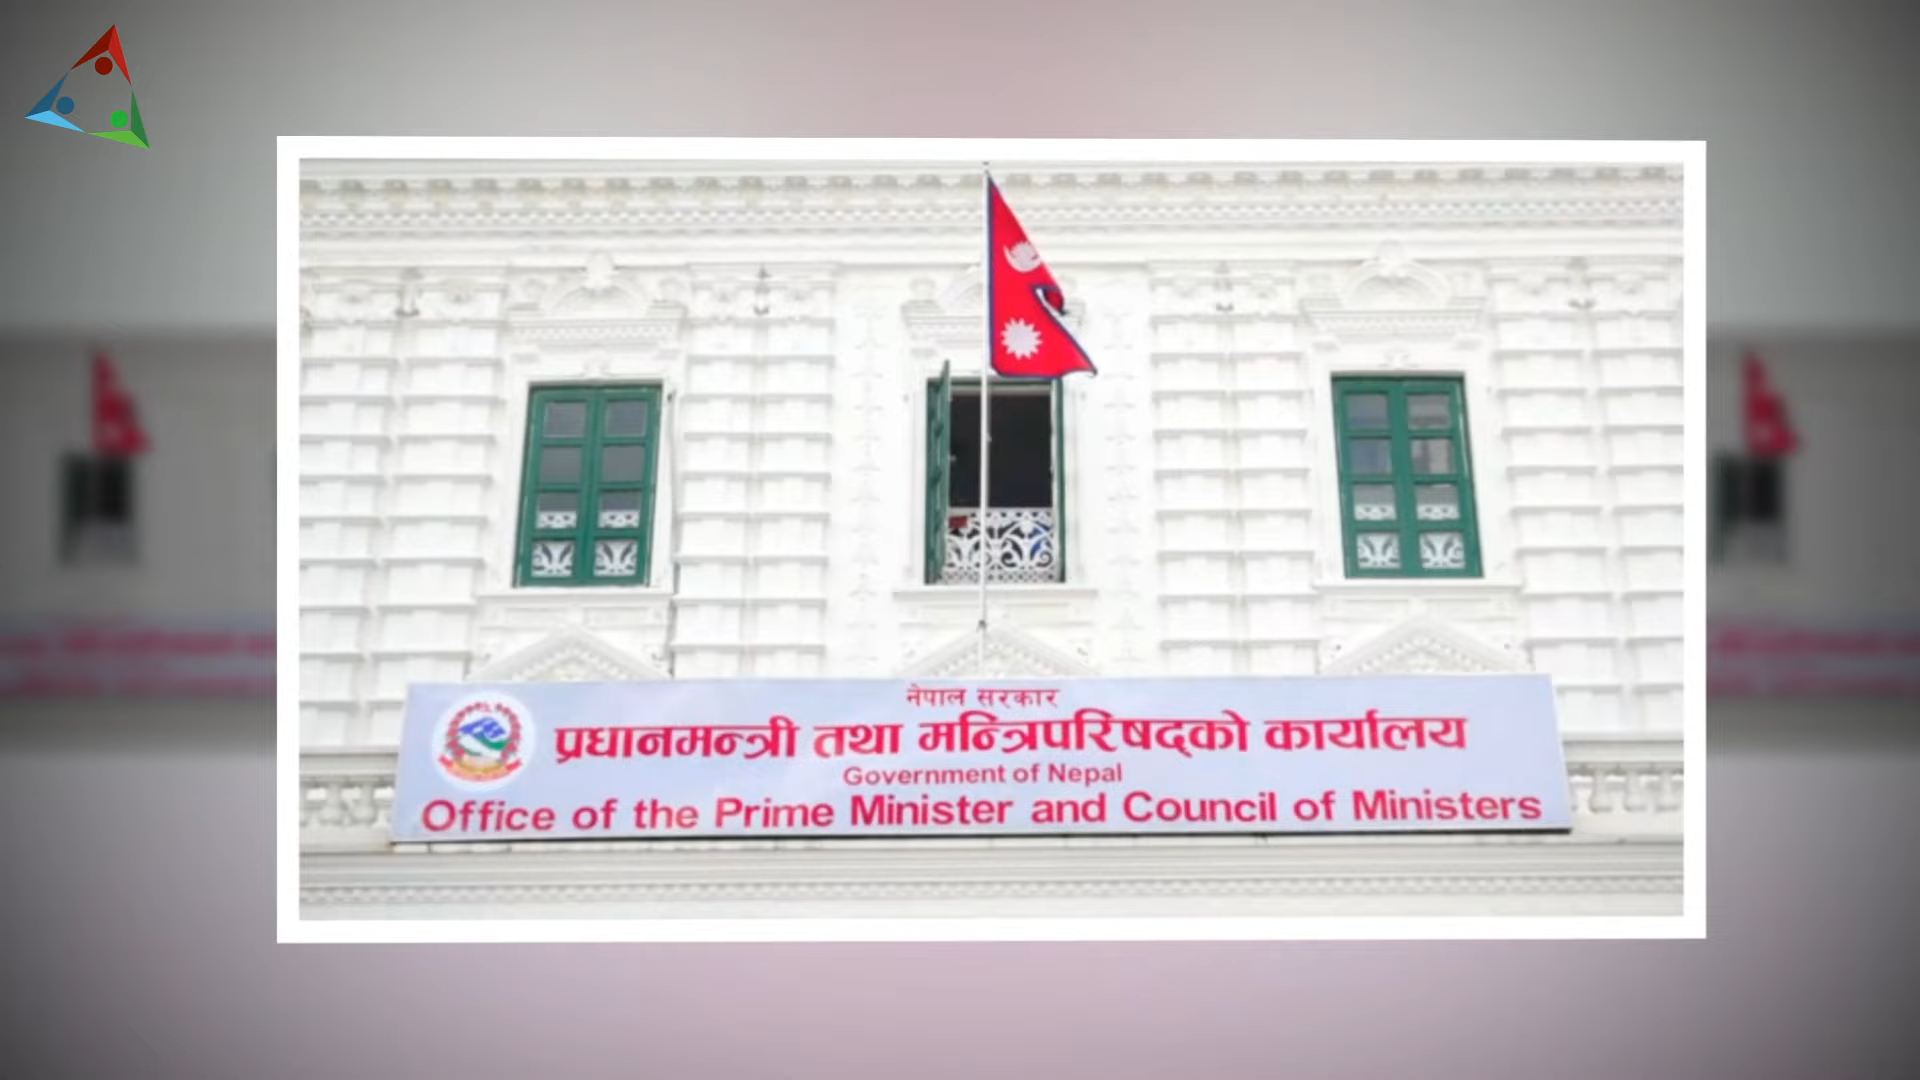 नेपाल सरकार
प्रधानमन्त्री तथा मन्त्रिपरिषद्को कार्यालय
Government of Nepal
Office of the Prime Minister and Council of Ministers